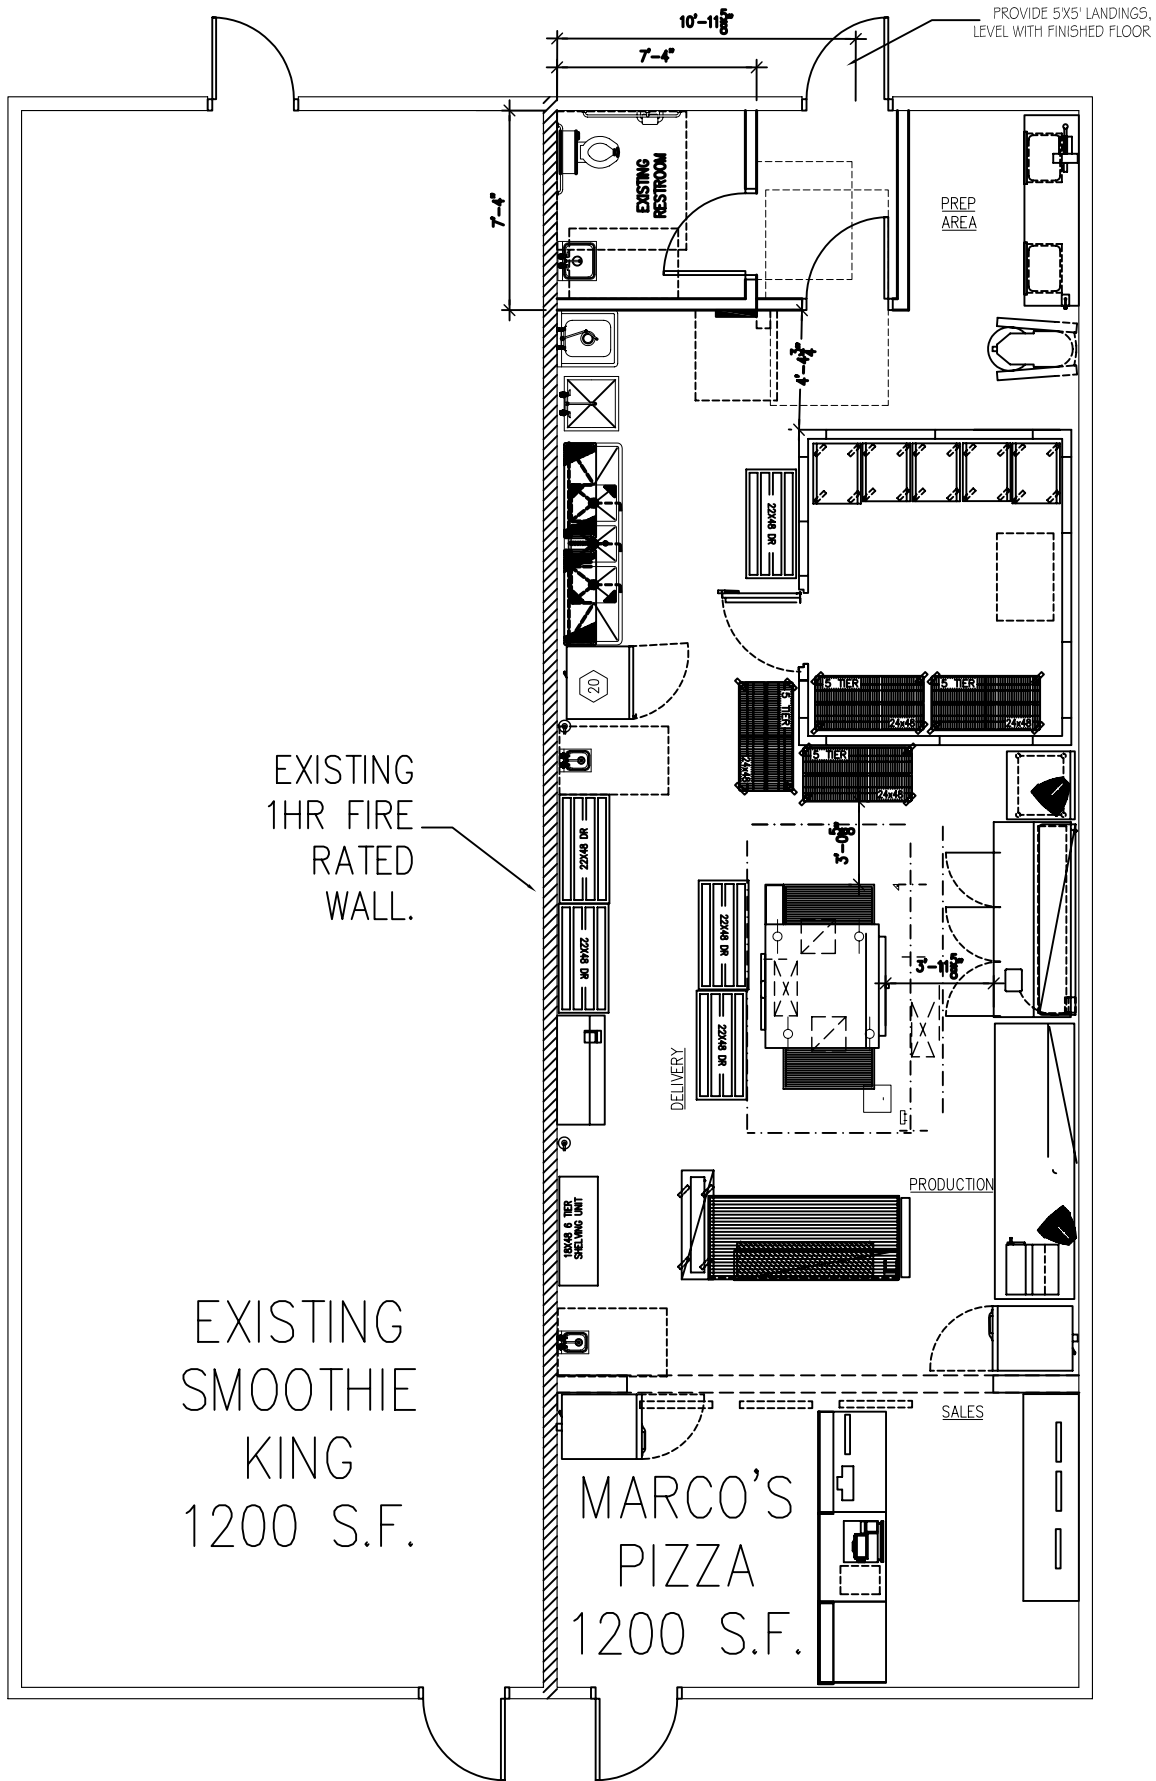 PROVIDE 5'X5' LANDINGS,
LEVEL WITH FINISHED FLOOR
10'-11⅝"
7'-4"
7'-4"
EXISTING
RESTROOM
PREP
AREA
4'-4¾"
22X48 DR
20
5 TIER
24x48
5 TIER
24x48
5 TIER
24x48
5 TIER
24x48
EXISTING
1HR FIRE
RATED
WALL.
22X48 DR
22X48 DR
22X48 DR
22X48 DR
3'-11⅝"
DELIVERY
PRODUCTION
18X48 6 TIER
SHELVING UNIT
SALES
EXISTING
SMOOTHIE
KING
1200 S.F.
MARCO'S
PIZZA
1200 S.F.